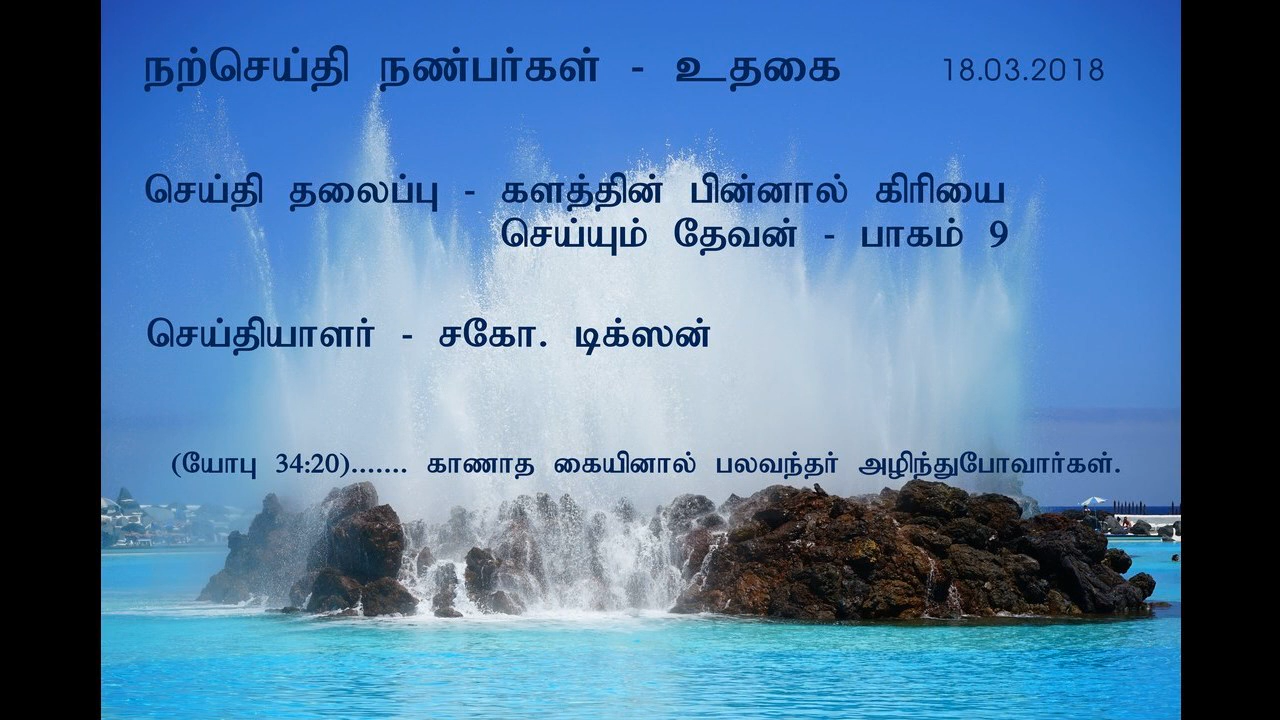 நற்செய்தி நண்பர்கள் - உதகை 18.03.2018
செய்தி தலைப்பு - களத்தின் பின்னால் கிரியை
செய்யும் தேவன் - பாகம் 9
செய்தியாளர் - சகோ. டிக்ஸன்
(யோபு 34:20)....... காணாத கையினால் பலவந்தர் அழிந்துபோவார்கள்.